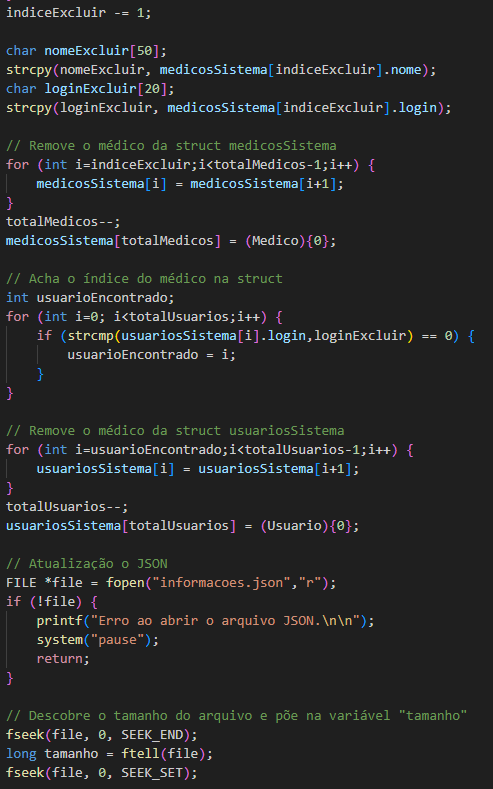 indiceExcluir -= 1;
char nomeExcluir[50];
strcpy(nomeExcluir, medicosSistema[indiceExcluir].nome);
char loginExcluir[20];
strcpy(loginExcluir, medicosSistema[indiceExcluir].login);
// Remove o médico da struct medicosSistema
for (int i=indiceExcluir;i<totalMedicos-1;i++) {
medicosSistema[i] = medicosSistema[i+1];
}
totalMedicos--;
medicosSistema[totalMedicos] = (Medico){0};
// Acha o índice do médico na struct
int usuarioEncontrado;
for (int i=0; i<totalUsuarios;i++) {
if (strcmp(usuariosSistema[i].login,loginExcluir) == 0) {
usuarioEncontrado = i;
}
}
// Remove o médico da struct usuariosSistema
for (int i=usuarioEncontrado;i<totalUsuarios-1;i++) {
usuariosSistema[i] = usuariosSistema[i+1];
}
totalUsuarios--;
usuariosSistema[totalUsuarios] = (Usuario){0};
// Atualização o JSON
FILE *file = fopen("informacoes.json","r");
if (!file) {
printf("Erro ao abrir o arquivo JSON.\n\n");
system("pause");
return;
}
// Descobre o tamanho do arquivo e põe na variável "tamanho"
fseek(file, 0, SEEK_END);
long tamanho = ftell(file);
fseek(file, 0, SEEK_SET);